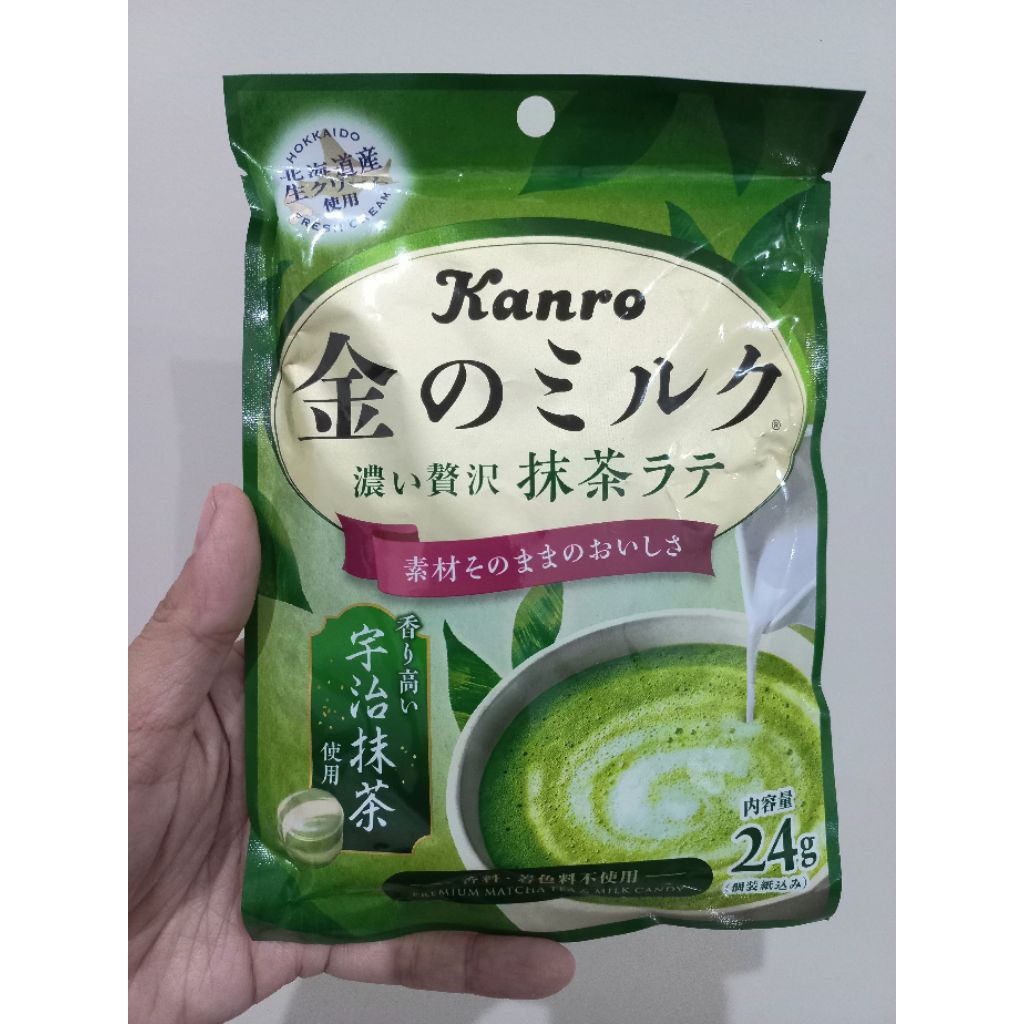 HOKKAIDO
北海道産
生クリーム
使用
FRESH CREAM
Kanro
金のミルク®
濃い贅沢 抹茶ラテ
素材そのままのおいしさ
香り高い
宇治抹茶
使用
内容量
24g
(個装紙込み)
香料・着色料不使用
PREMIUM MATCHA TEA & MILK CANDY